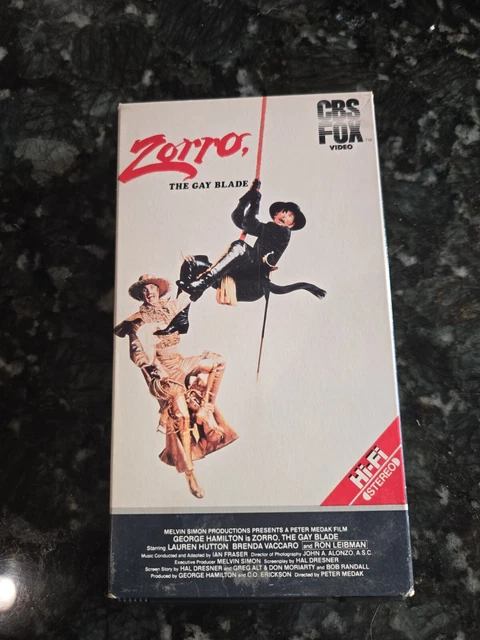 CBS
FOX™
VIDEO
Zorro,
THE GAY BLADE
Hi-Fi
STEREO
MELVIN SIMON PRODUCTIONS PRESENTS A PETER MEDAK FILM
GEORGE HAMILTON is ZORRO, THE GAY BLADE
Starring LAUREN HUTTON BRENDA VACCARO and RON LEIBMAN
Music Conducted and Adapted by IAN FRASER Director of Photography JOHN A. ALONZO, A.S.C.
Executive Producer MELVIN SIMON Screenplay by HAL DRESNER
Screen Story by HAL DRESNER and GREG ALT & DON MORIARTY and BOB RANDALL
Produced by GEORGE HAMILTON and C.O. ERICKSON Directed by PETER MEDAK